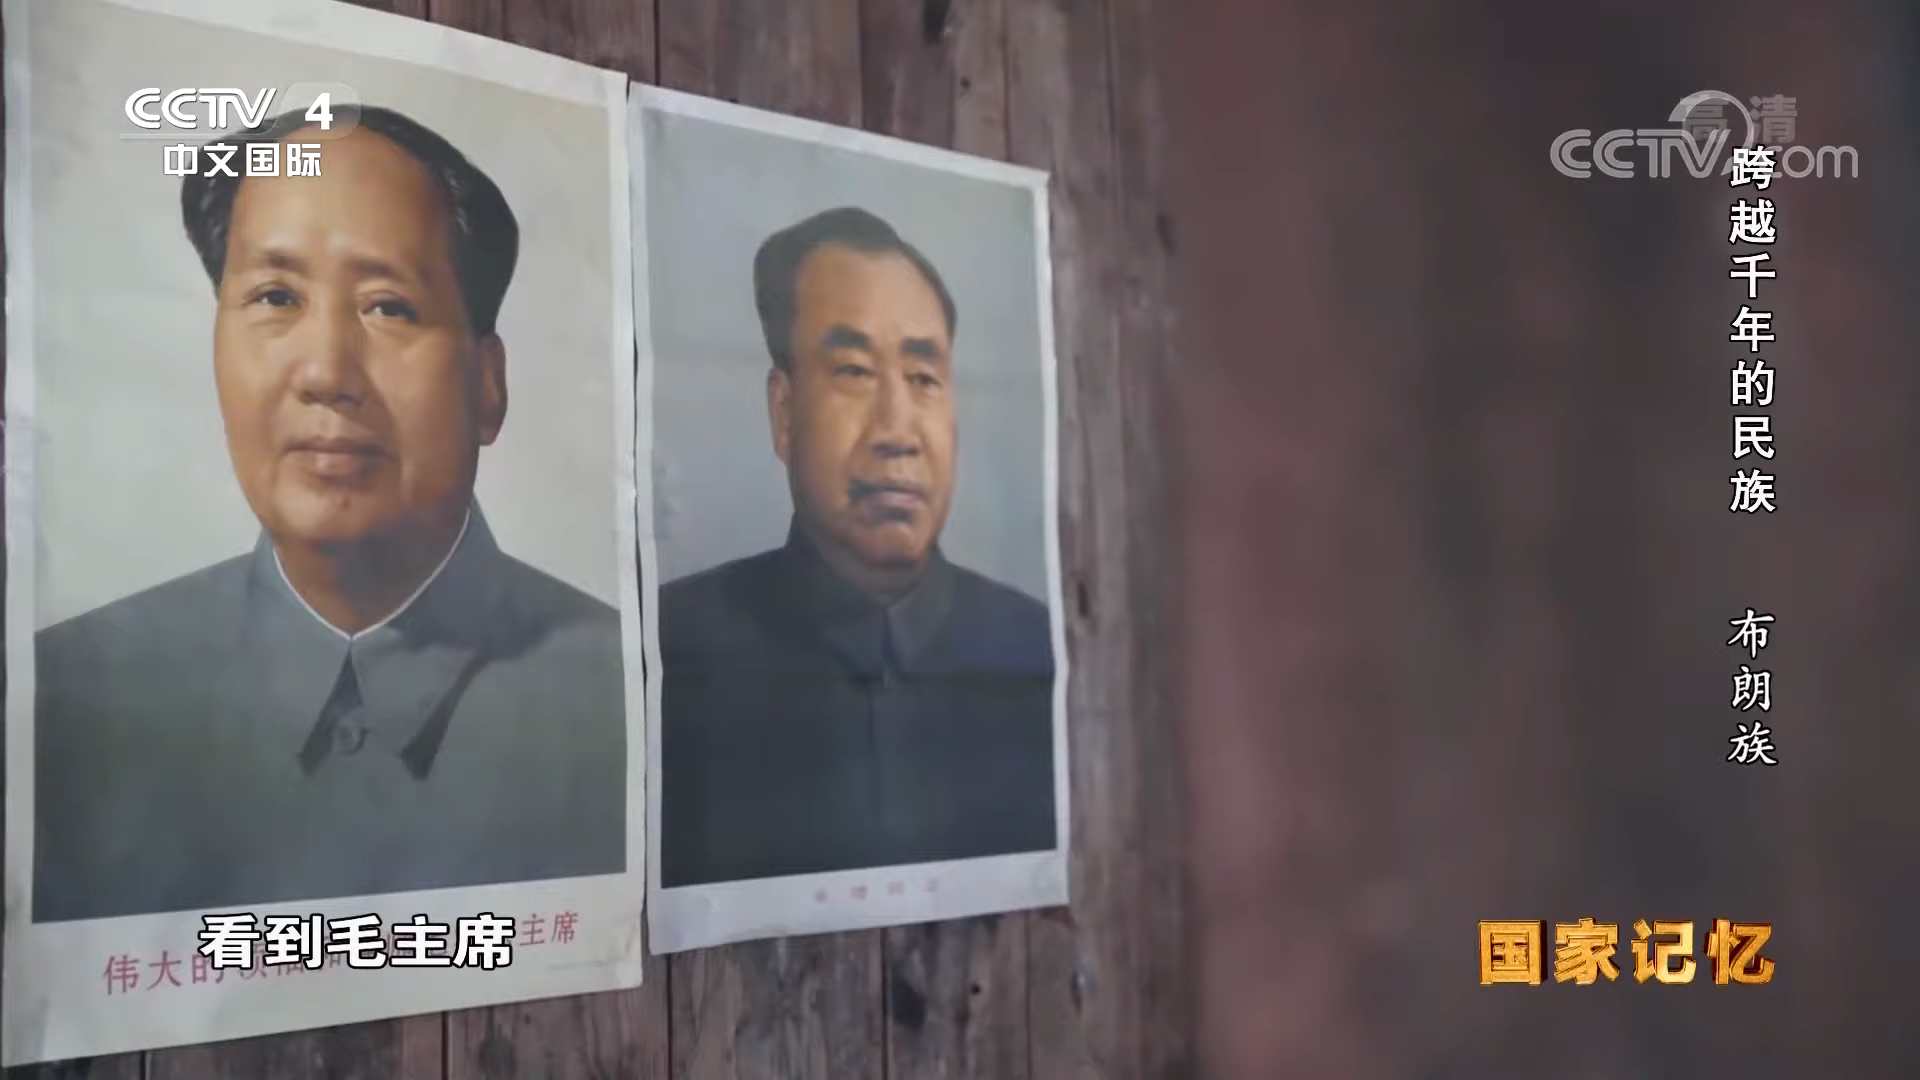 CCTV 4
中文国际
高清
CCTV.com
跨越千年的民族
布朗族
伟大的
主席
看到毛主席
国家记忆